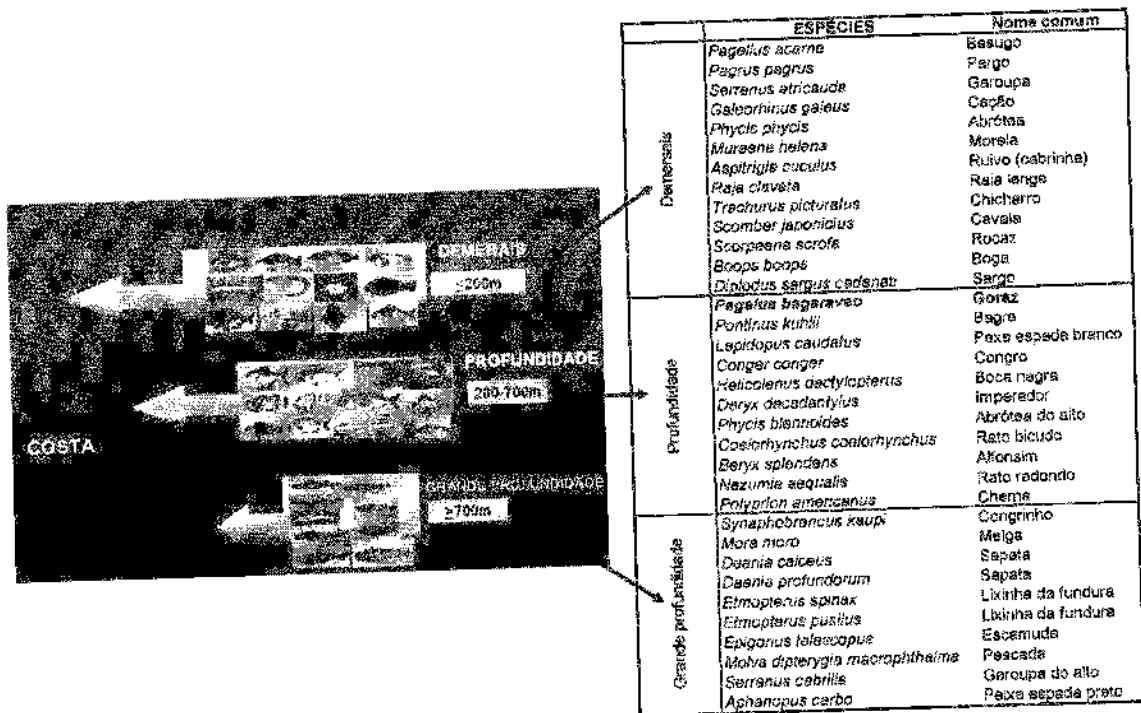 DEMERSAIS
≤200m
PROFUNDIDADE
200-700m
COSTA
GRANDE PROFUNDIDADE
≥700m
ESPÉCIES Nome comum
Demersais
Pagellus acarne Besugo
Pagrus pagrus Pargo
Serranus atricauda Garoupa
Galeorhinus galeus Cação
Phycis phycis Abrótea
Muraena helena Moreia
Aspitrigla cuculus Ruivo (cabrinha)
Raja clavata Raia lenga
Trachurus picturatus Chicharro
Scomber japonicius Cavala
Scorpaena scrofa Rocaz
Boops boops Boga
Diplodus sargus cadenati Sargo
Profundidade
Pagelus bogaraveo Goraz
Pontinus kuhlii Bagre
Lepidopus caudatus Peixe espada branco
Conger conger Congro
Helicolenus dactylopterus Boca negra
Beryx decadactylus Imperador
Phycis blennoides Abrótea do alto
Coelorhynchus coelorhynchus Rato bicudo
Beryx splendens Alfonsim
Nezumia aequalis Rato redondo
Polyprion americanus Cherne
Grande profundidade
Synaphobrancus kaupi Congrinho
Mora moro Melga
Deania calceus Sapata
Deania profundorum Sapata
Etmopterus spinax Lixinha da fundura
Etmopterus pusilus Lixinha da fundura
Epigonus telescopus Escamuda
Molva dipterygia macrophthalma Pescada
Serranus cabrilla Garoupa do alto
Aphanopus carbo Peixe espada preto